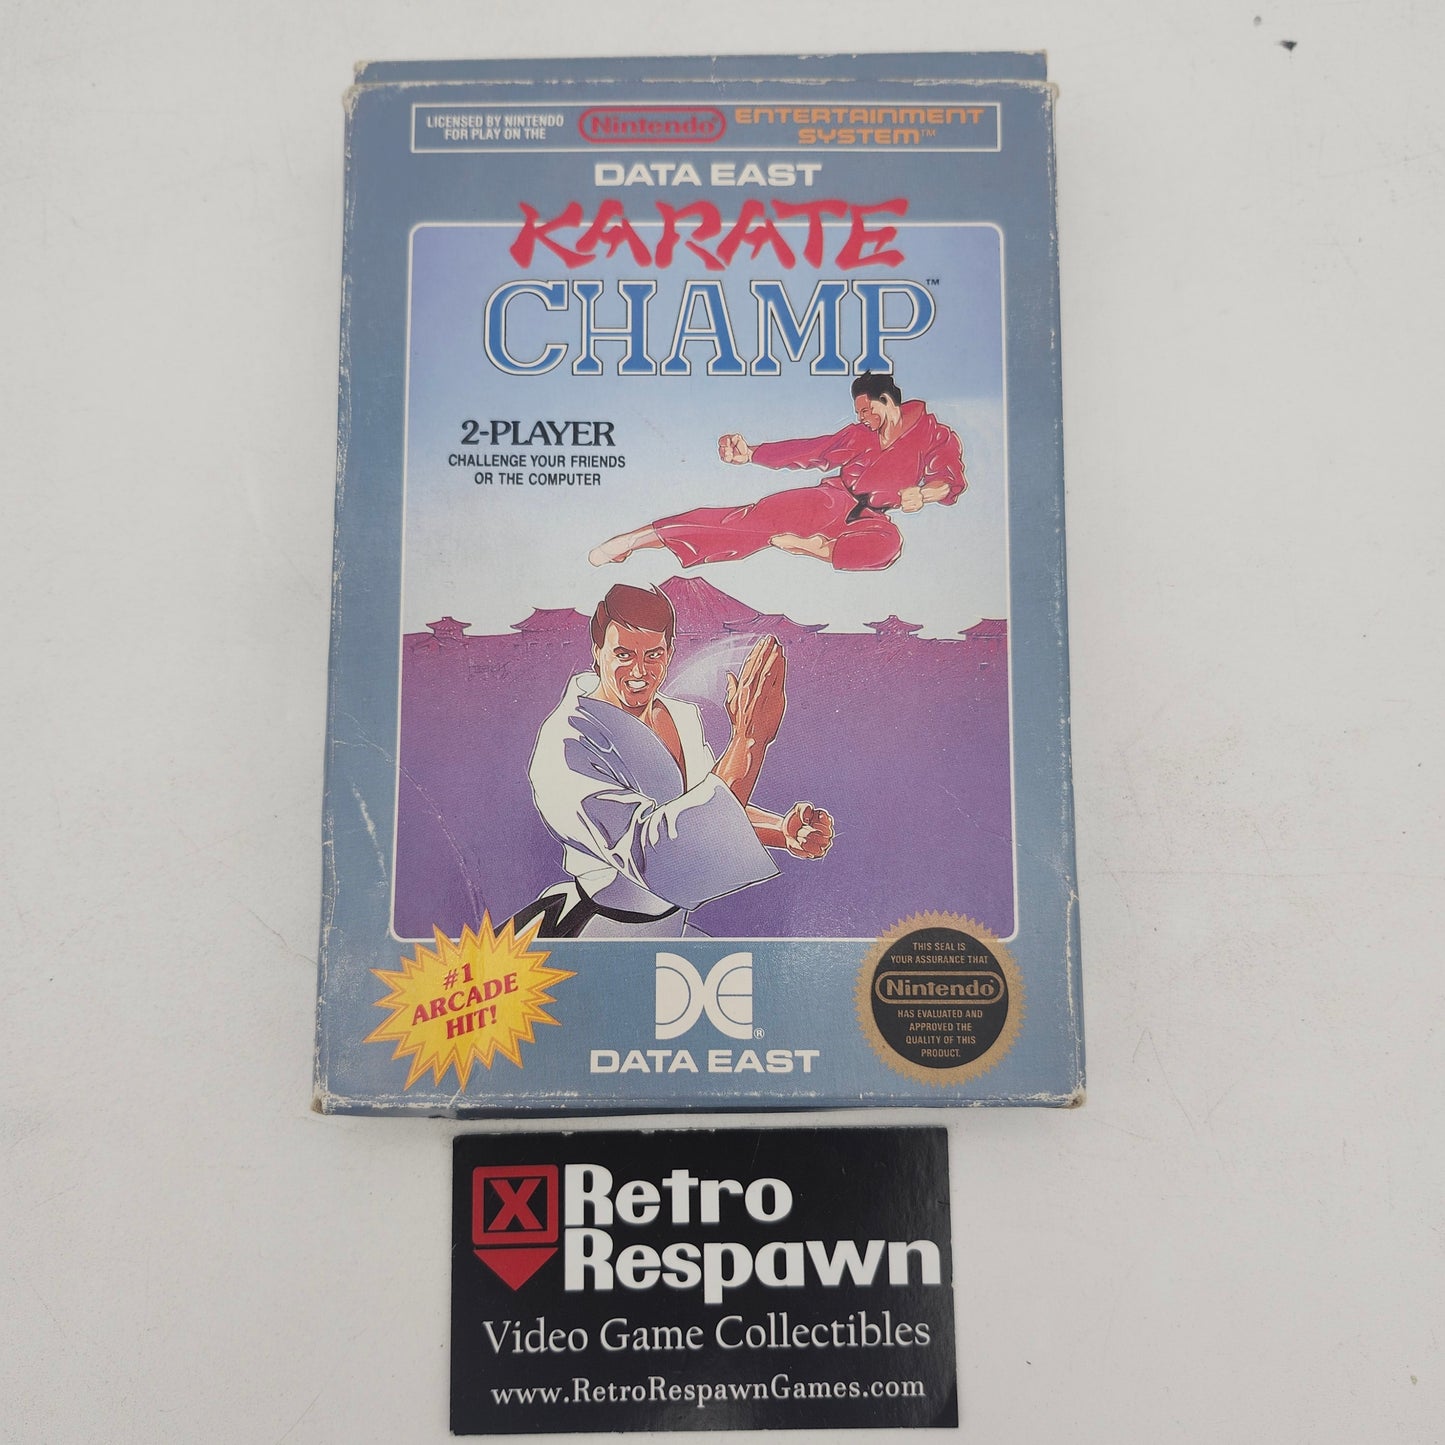 LICENSED BY NINTENDO
FOR PLAY ON THE
Nintendo®
ENTERTAINMENT
SYSTEM™
DATA EAST
KARATE
CHAMP™
2-PLAYER
CHALLENGE YOUR FRIENDS
OR THE COMPUTER
#1
ARCADE
HIT!
DE®
DATA EAST
THIS SEAL IS
YOUR ASSURANCE THAT
Nintendo®
HAS EVALUATED AND
APPROVED THE
QUALITY OF THIS
PRODUCT.
X
Retro
Respawn
Video Game Collectibles
www.RetroRespawnGames.com